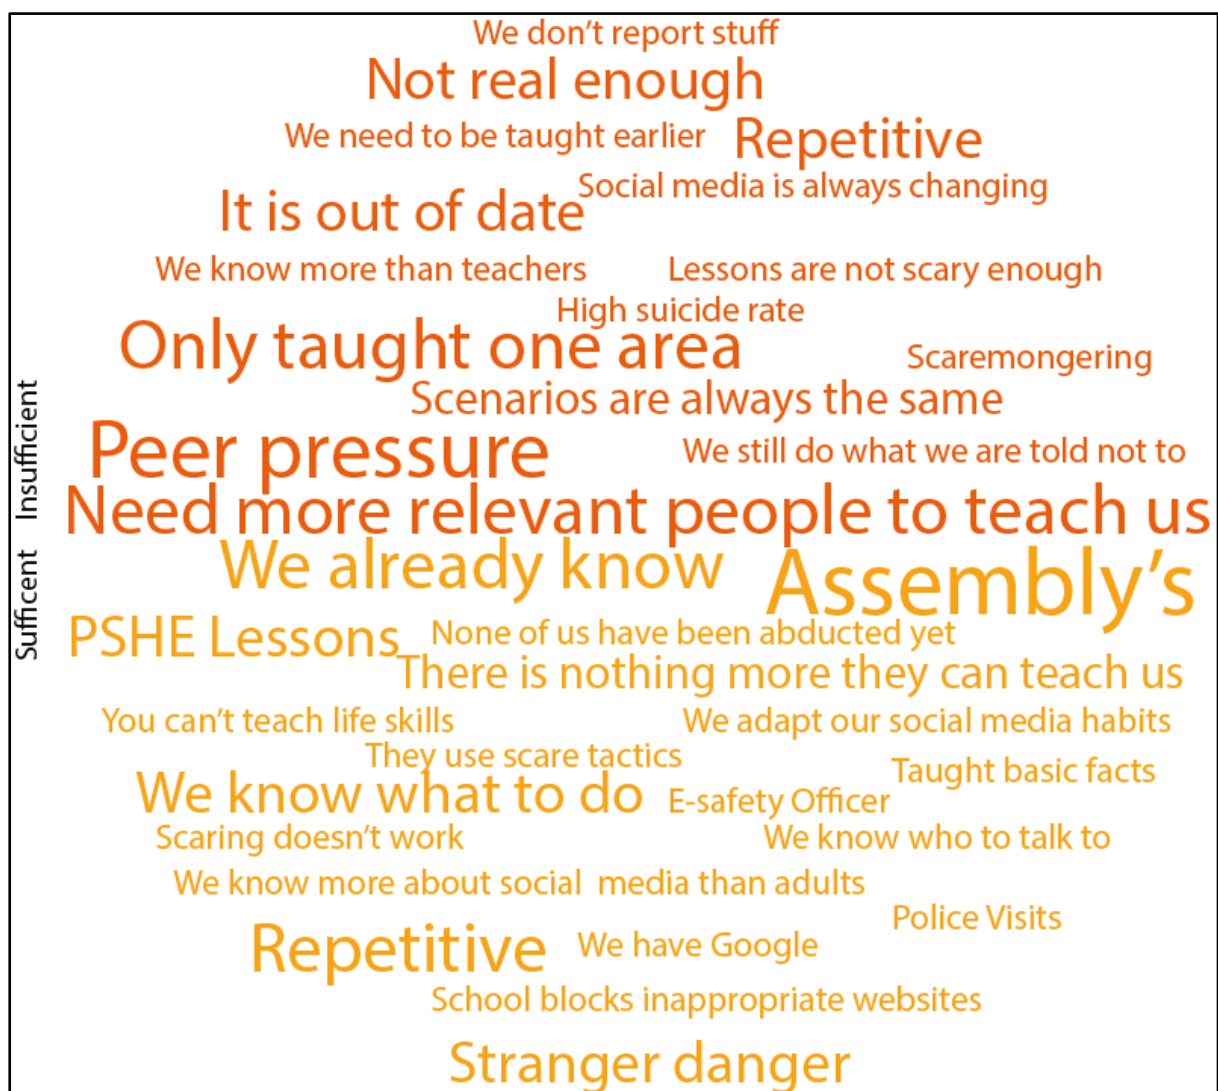 We don't report stuff
Not real enough
We need to be taught earlier
Repetitive
Social media is always changing
It is out of date
We know more than teachers
Lessons are not scary enough
High suicide rate
Only taught one area
Scaremongering
Scenarios are always the same
Insufficient
Peer pressure
We still do what we are told not to
Need more relevant people to teach us
Sufficent
We already know
Assembly's
PSHE Lessons
None of us have been abducted yet
There is nothing more they can teach us
You can't teach life skills
We adapt our social media habits
They use scare tactics
Taught basic facts
We know what to do
E-safety Officer
Scaring doesn't work
We know who to talk to
We know more about social  media than adults
Police Visits
Repetitive
We have Google
School blocks inappropriate websites
Stranger danger